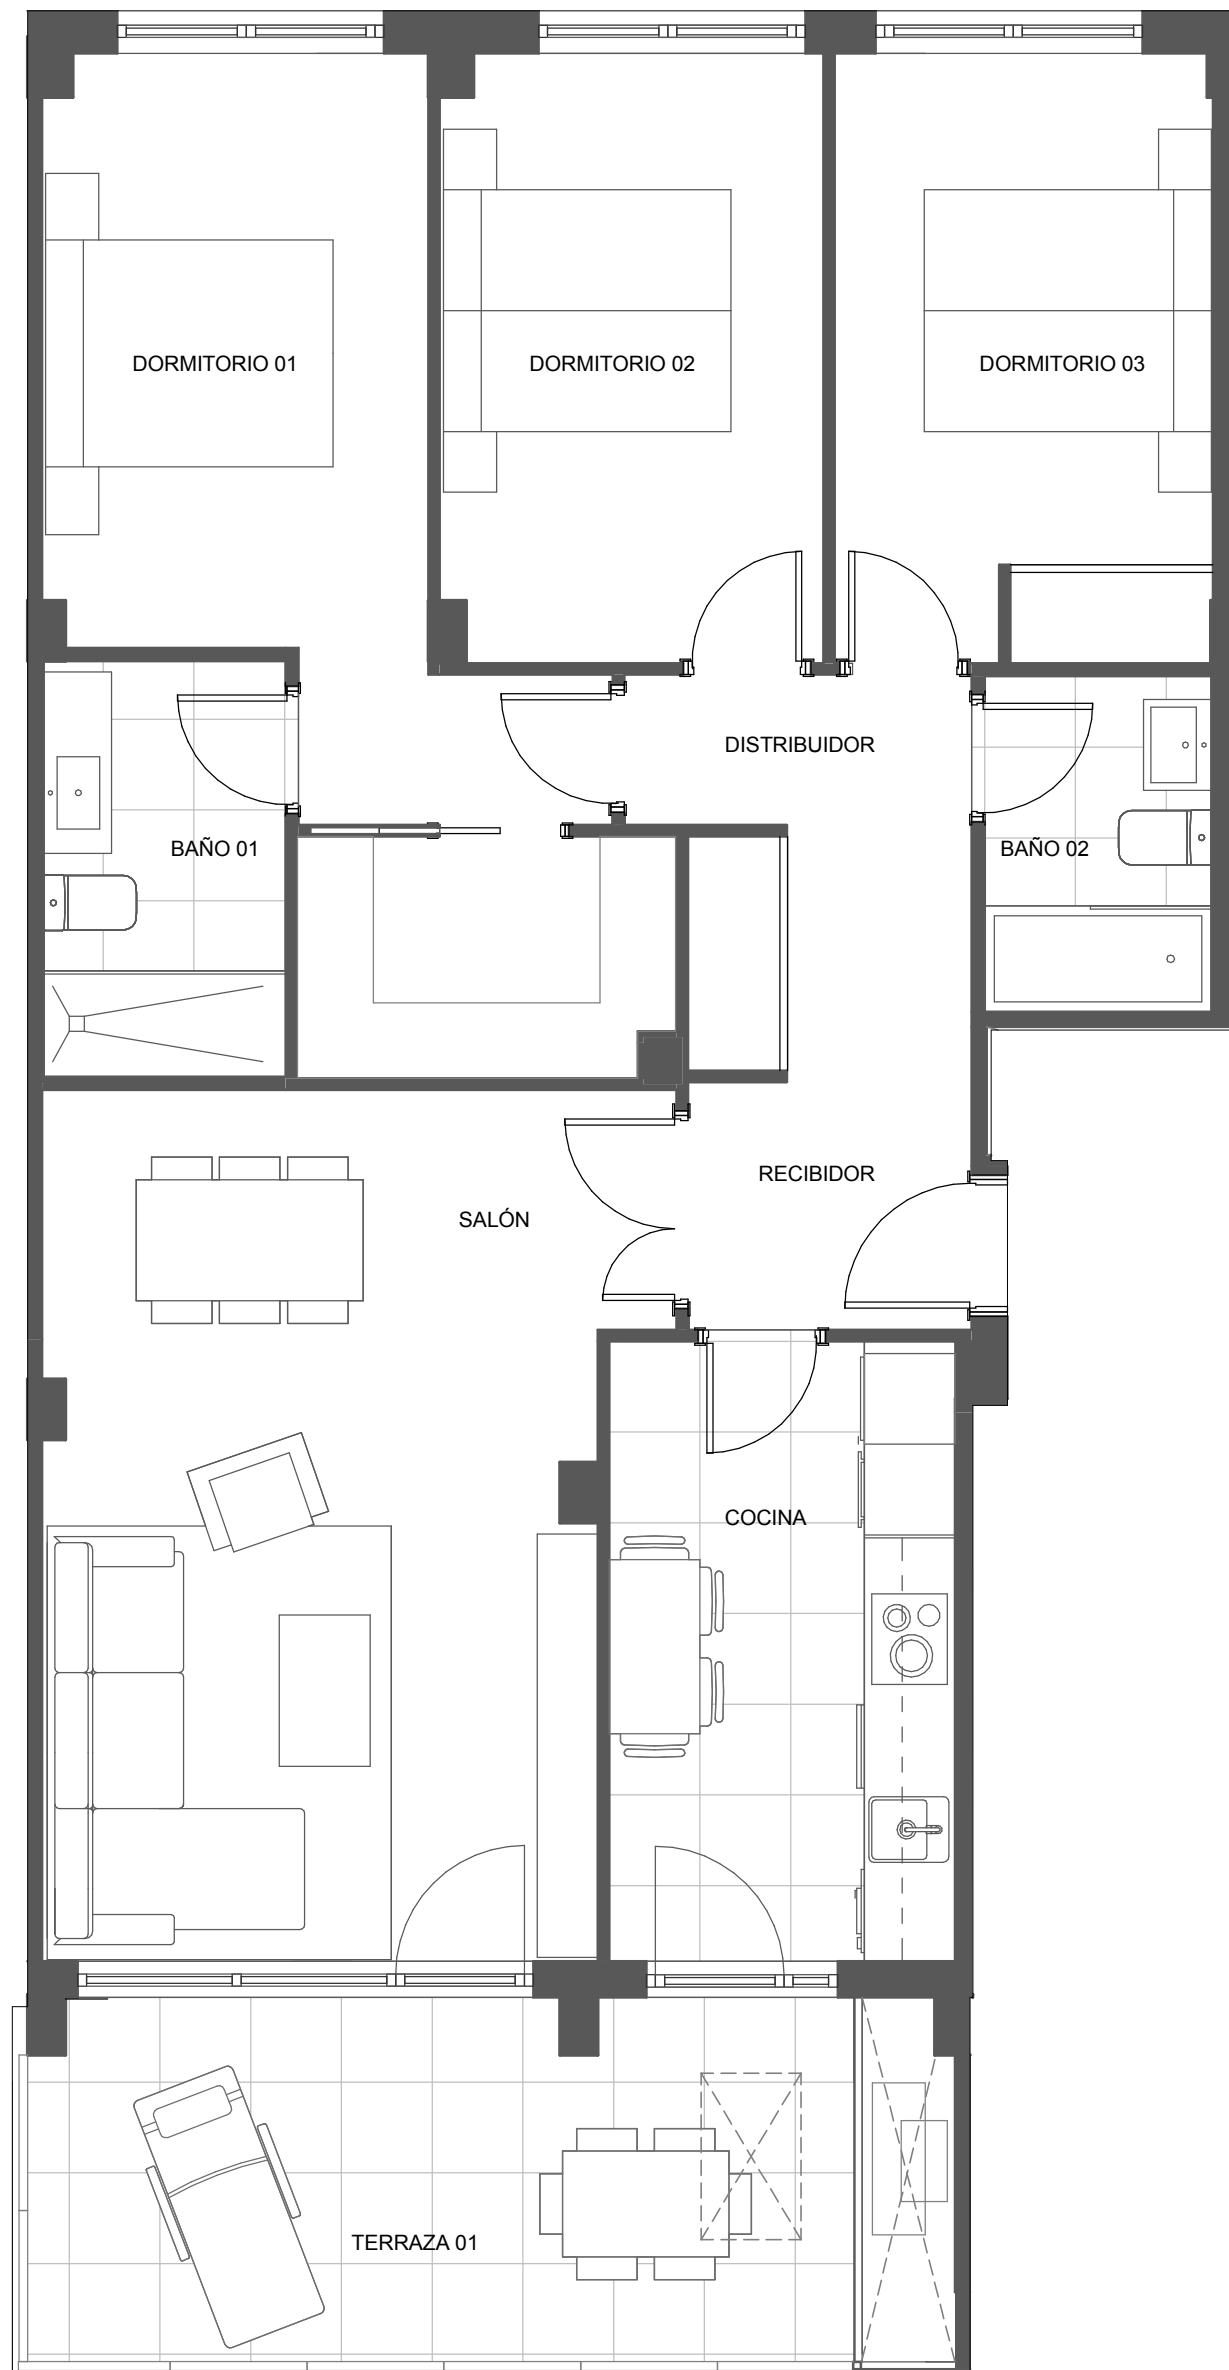 DORMITORIO 01
DORMITORIO 02
DORMITORIO 03
DISTRIBUIDOR
BAÑO 01
BAÑO 02
RECIBIDOR
SALÓN
COCINA
TERRAZA 01